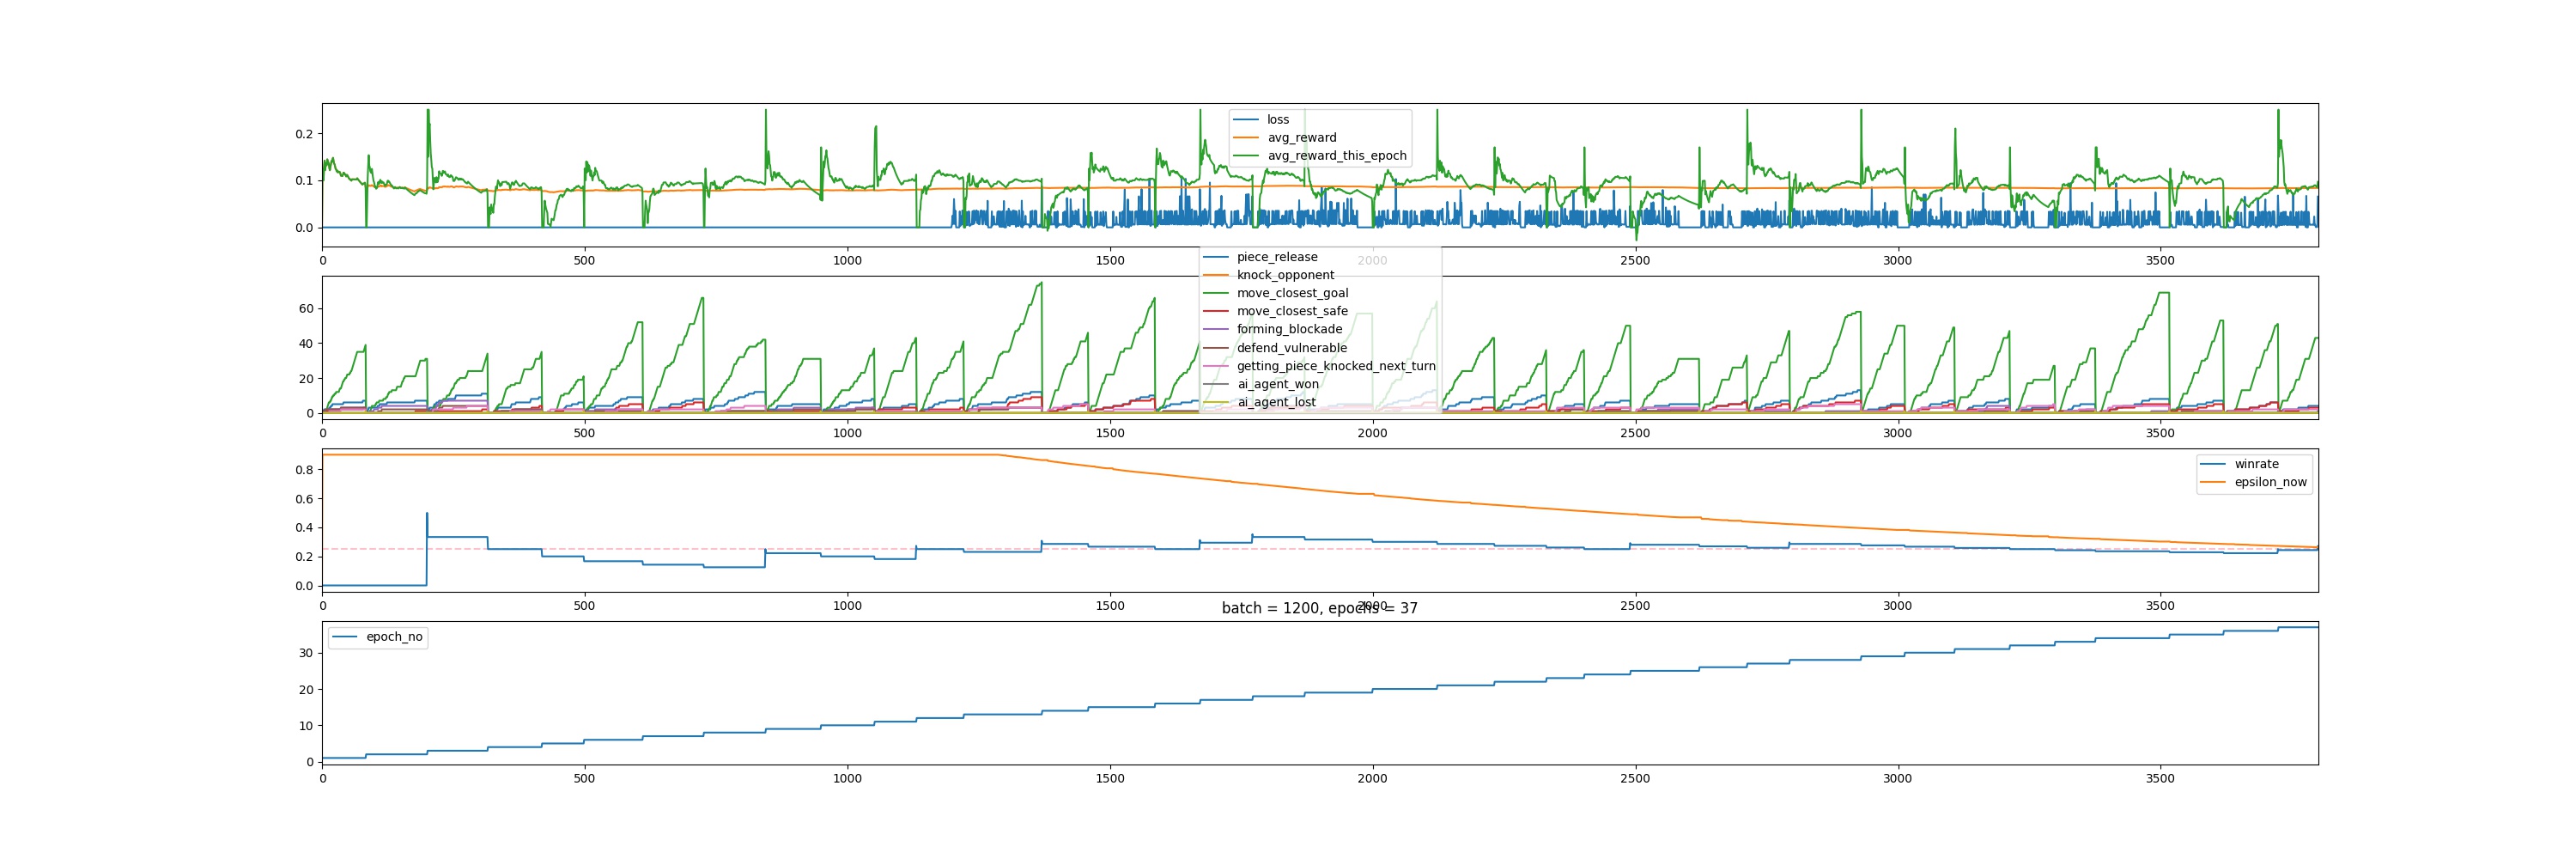 loss
avg_reward
avg_reward_this_epoch
0.2
0.1
0.0
0 500 1000 1500 2000 2500 3000 3500
piece_release
knock_opponent
move_closest_goal
move_closest_safe
forming_blockade
defend_vulnerable
getting_piece_knocked_next_turn
ai_agent_won
ai_agent_lost
60
40
20
0
0 500 1000 1500 2000 2500 3000 3500
winrate
epsilon_now
0.8
0.6
0.4
0.2
0.0
0 500 1000 1500 2000 2500 3000 3500
batch = 1200, epochs = 37
epoch_no
30
20
10
0
0 500 1000 1500 2000 2500 3000 3500